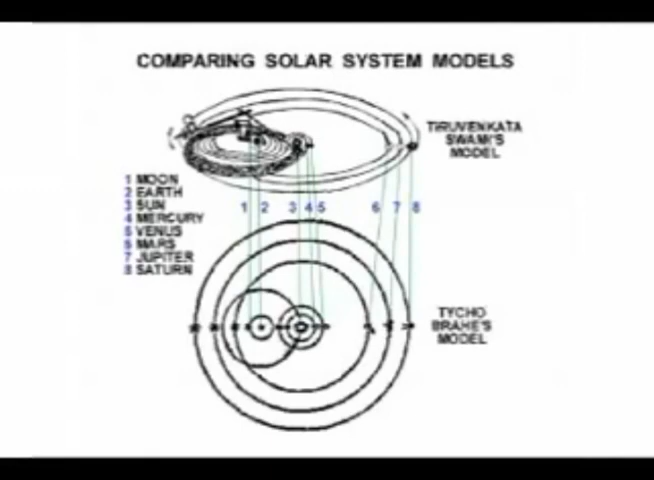 COMPARING SOLAR SYSTEM MODELS
TIRUVENKATA
SWAMI'S
MODEL
1 MOON
2 EARTH
3 SUN
4 MERCURY
5 VENUS
6 MARS
7 JUPITER
8 SATURN
1 2 3 4 5 6 7 8
TYCHO
BRAHE'S
MODEL